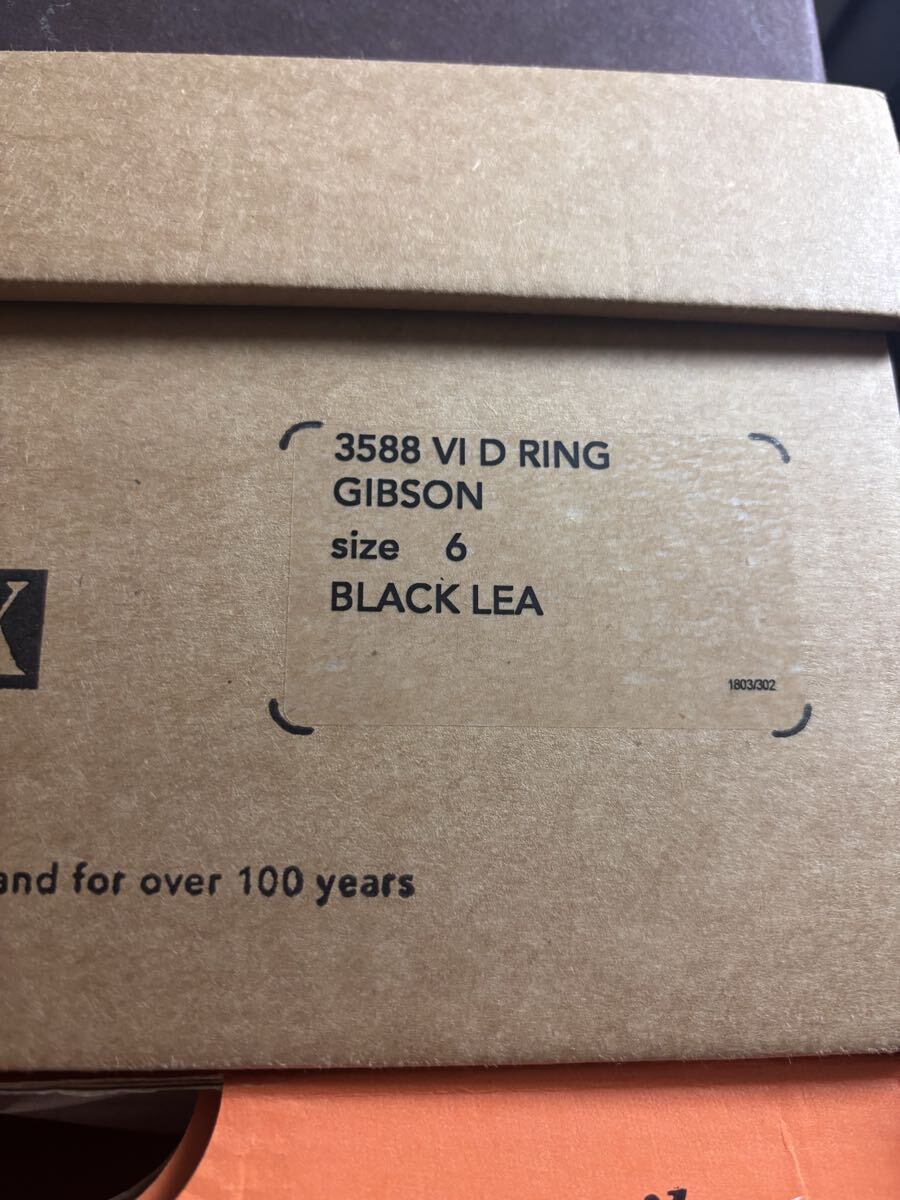 3588 VI D RING
GIBSON
size 6
BLACK LEA
1803/302
and for over 100 years